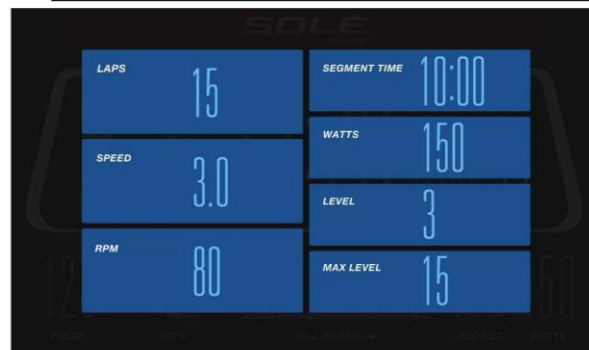 SOLE
LAPS
15
SPEED
3.0
RPM
80
SEGMENT TIME
10:00
WATTS
150
LEVEL
3
MAX LEVEL
15
PULSE
HILL PROGRAM
CALORIES
WATTS